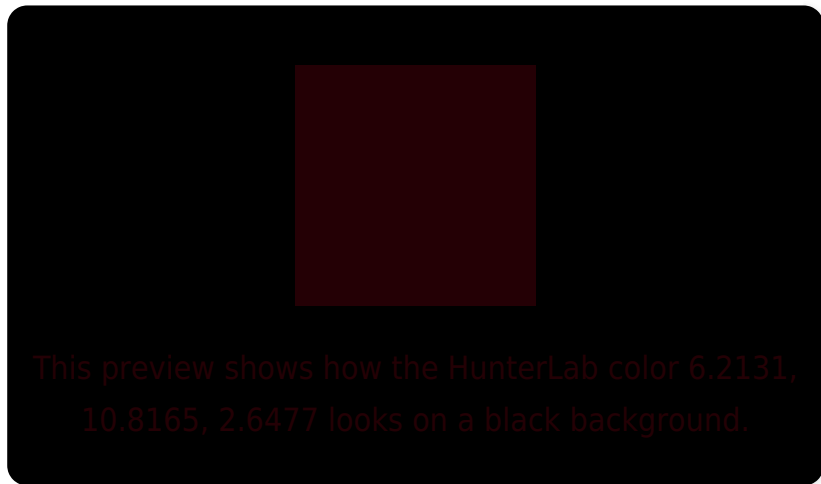 This preview shows how the HunterLab color 6.2131,
10.8165, 2.6477 looks on a black background.